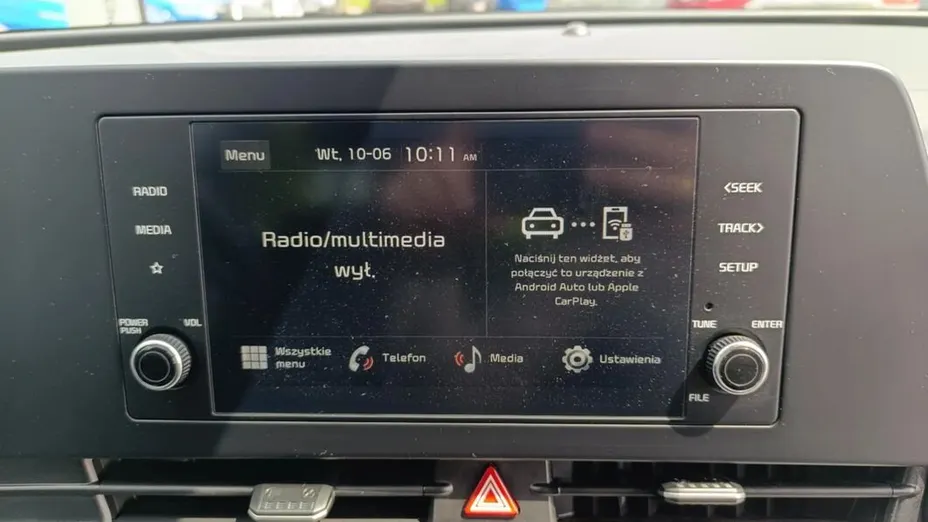 Menu Wt, 10-06 10:11 AM
RADIO
MEDIA
Radio/multimedia
wył.
Naciśnij ten widżet, aby
połączyć to urządzenie z
Android Auto lub Apple
CarPlay.
<SEEK
TRACK>
SETUP
POWER
PUSH
VOL
TUNE
ENTER
FILE
Wszystkie
menu
Telefon
Media
Ustawienia